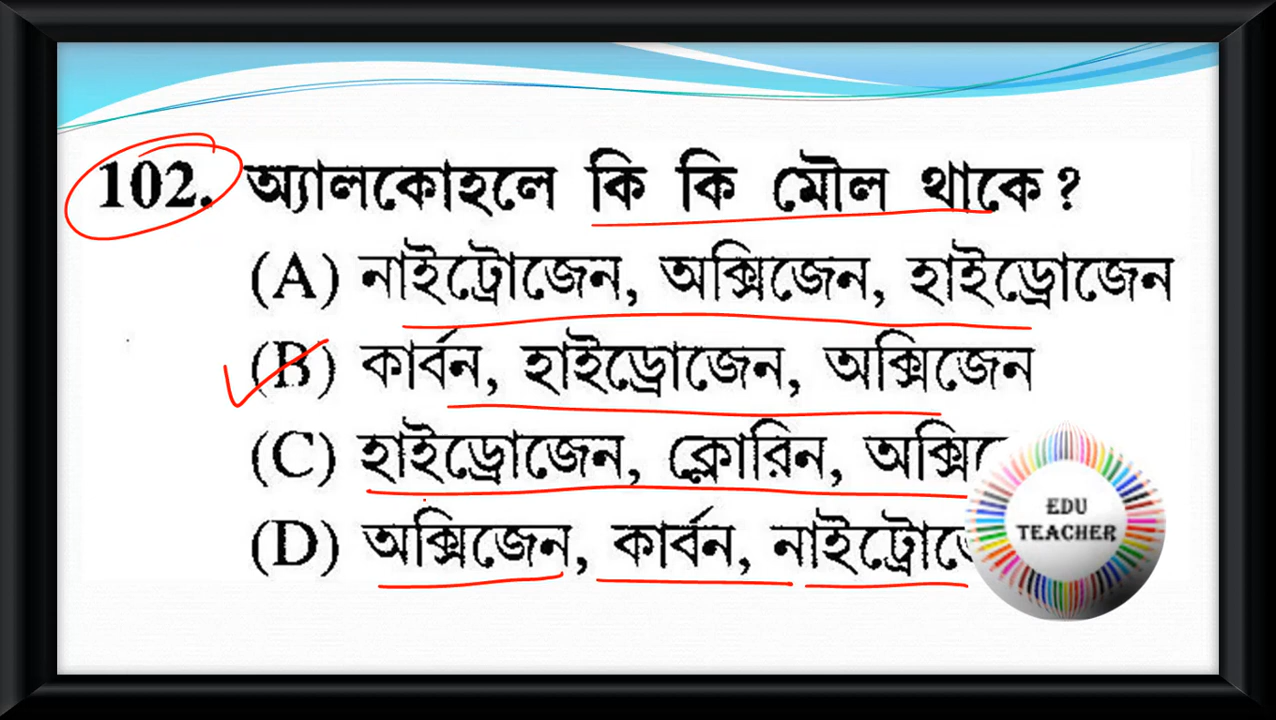 102. অ্যালকোহলে কি কি মৌল থাকে?
(A) নাইট্রোজেন, অক্সিজেন, হাইড্রোজেন
(B) কার্বন, হাইড্রোজেন, অক্সিজেন
(C) হাইড্রোজেন, ক্লোরিন,
(D) অক্সিজেন, কার্বন,
EDU
TEACHER